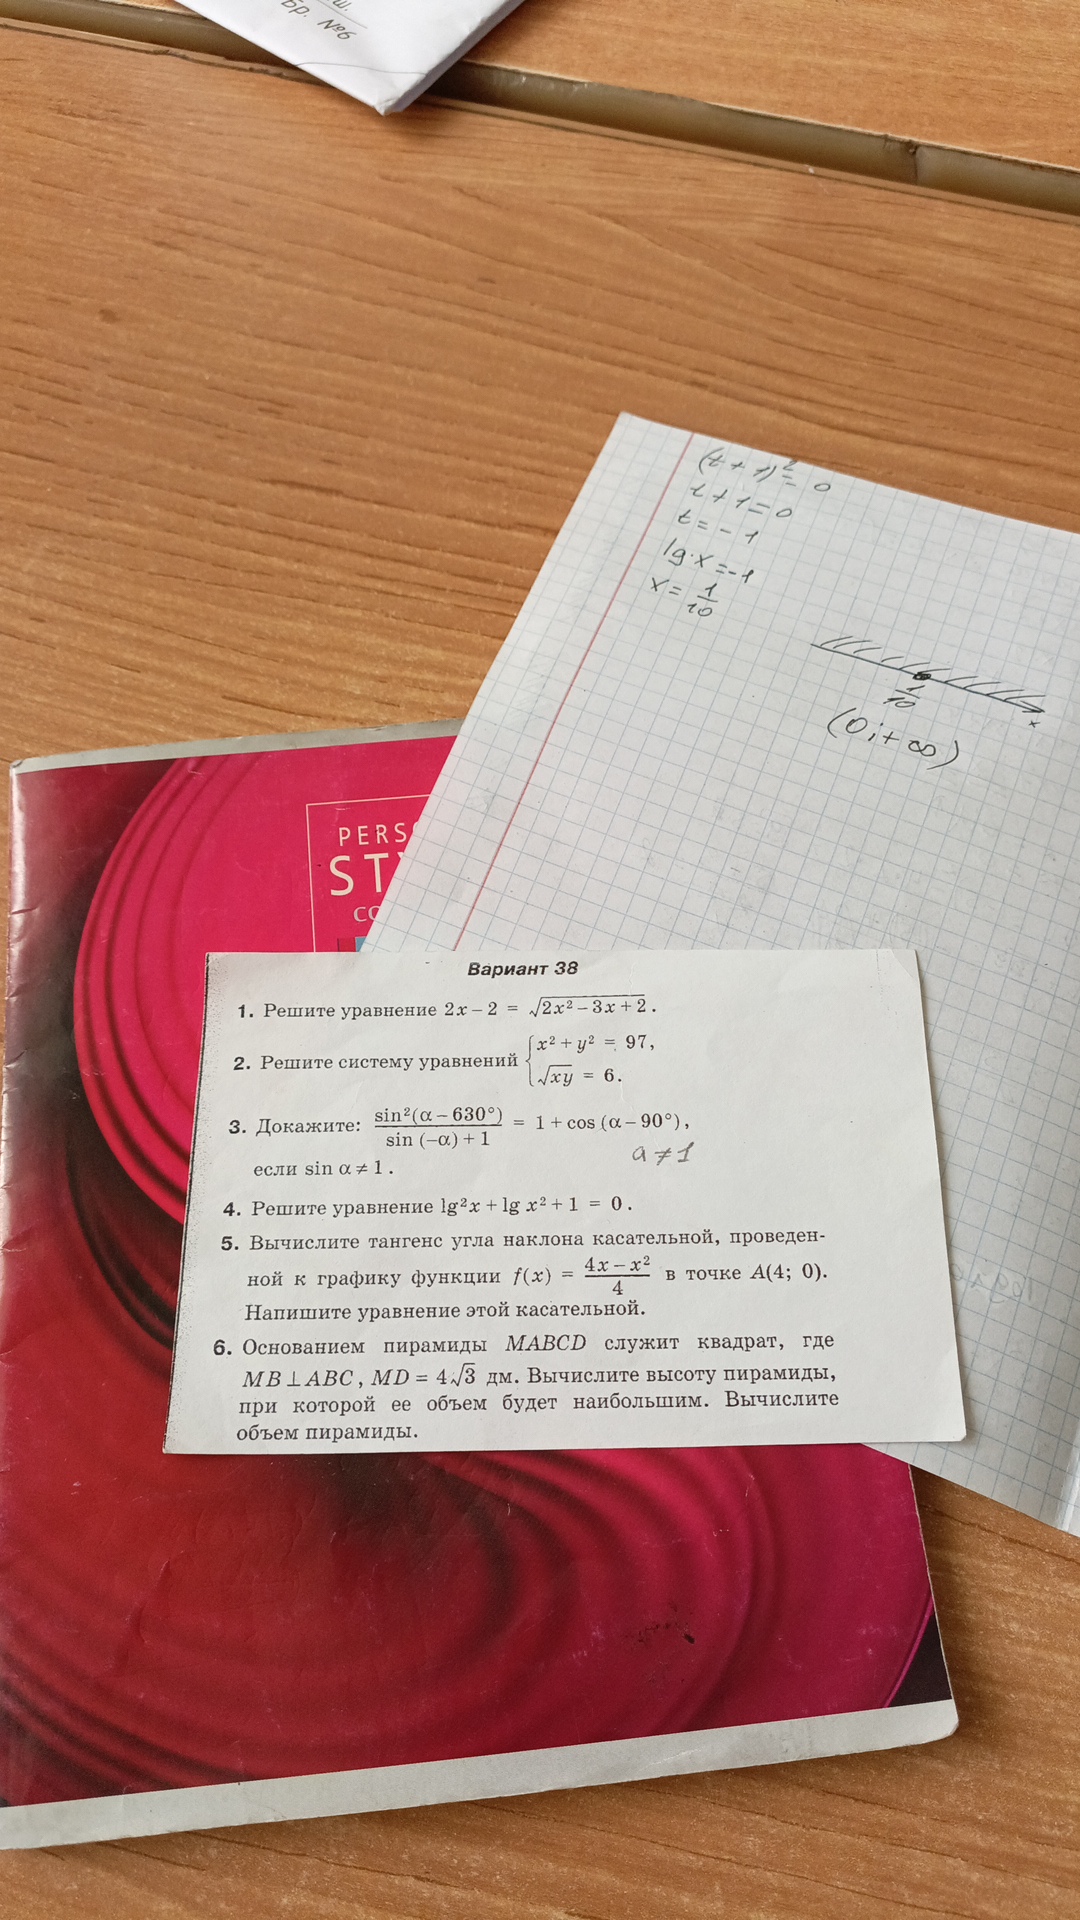 Бр. №6
(t + 1)² = 0
t + 1 = 0
t = - 1
lg x = -1
x = 1/10
1/10
x
(0; + ∞)
PERS
ST
CO
Вариант 38
1. Решите уравнение 2x – 2 = √(2x² – 3x + 2).
2. Решите систему уравнений { x² + y² = 97,
√(xy) = 6.
3. Докажите: sin²(α – 630°) / (sin (–α) + 1) = 1 + cos (α – 90°),
a ≠ 1
если sin α ≠ 1.
4. Решите уравнение lg²x + lg x² + 1 = 0.
5. Вычислите тангенс угла наклона касательной, проведен-
ной к графику функции f(x) = (4x – x²)/4 в точке A(4; 0).
Напишите уравнение этой касательной.
6. Основанием пирамиды MABCD служит квадрат, где
MB ⊥ ABC, MD = 4√3 дм. Вычислите высоту пирамиды,
при которой ее объем будет наибольшим. Вычислите
объем пирамиды.